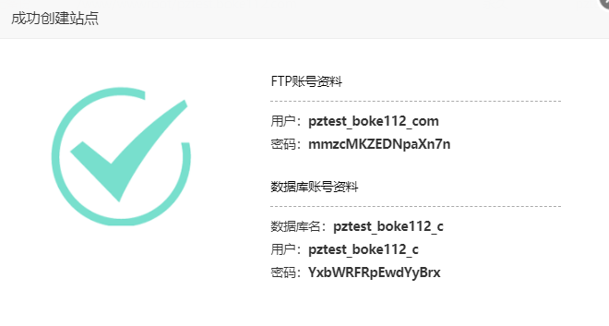 成功创建站点
FTP账号资料
用户：pztest_boke112_com
密码：mmzcMKZEDNpaXn7n
数据库账号资料
数据库名：pztest_boke112_c
用户：pztest_boke112_c
密码：YxbWRFRpEwdYyBrx